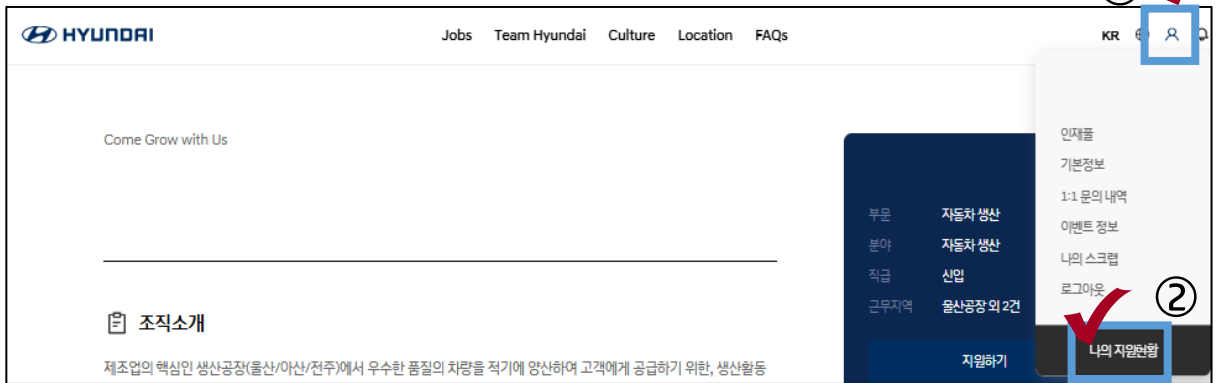 HYUNDAI
Jobs Team Hyundai Culture Location FAQs
KR
Come Grow with Us
인재풀
기본정보
1:1 문의 내역
이벤트 정보
나의 스크랩
로그아웃
②
나의 지원현황
부문 자동차 생산
분야 자동차 생산
직급 신입
근무지역 울산공장 외 2건
지원하기
조직소개
제조업의 핵심인 생산공장(울산/아산/전주)에서 우수한 품질의 차량을 적기에 양산하여 고객에게 공급하기 위한, 생산활동